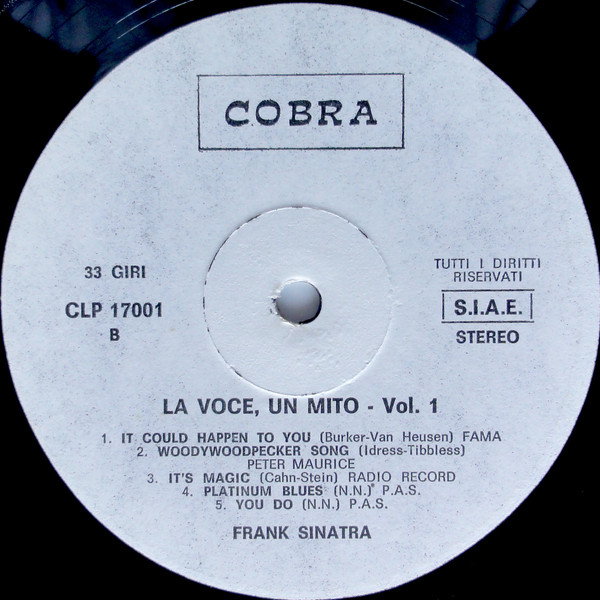 COBRA
33 GIRI
CLP 17001
B
TUTTI I DIRITTI
RISERVATI
S.I.A.E.
STEREO
LA VOCE, UN MITO - Vol. 1
1. IT COULD HAPPEN TO YOU (Burker-Van Heusen) FAMA
2. WOODYWOODPECKER SONG (Idress-Tibbless)
PETER MAURICE
3. IT'S MAGIC (Cahn-Stein) RADIO RECORD
4. PLATINUM BLUES (N.N.) P.A.S.
5. YOU DO (N.N.) P.A.S.
FRANK SINATRA